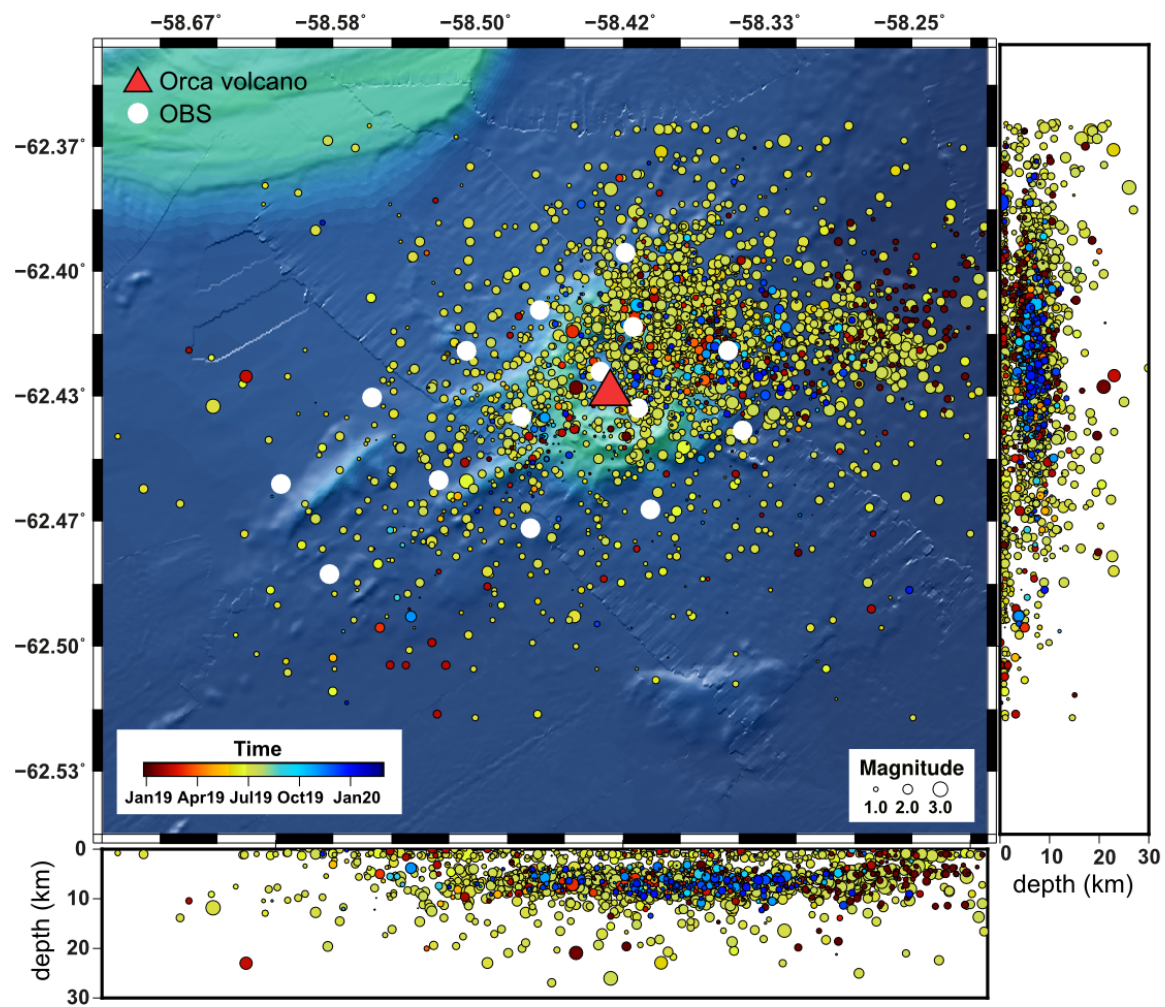 −58.67° −58.58° −58.50° −58.42° −58.33° −58.25°
Orca volcano
OBS
−62.37°
−62.40°
−62.43°
−62.47°
−62.50°
−62.53°
Time
Jan19 Apr19 Jul19 Oct19 Jan20
Magnitude
1.0 2.0 3.0
0 10 20 30
depth (km)
0
10
20
30
depth (km)